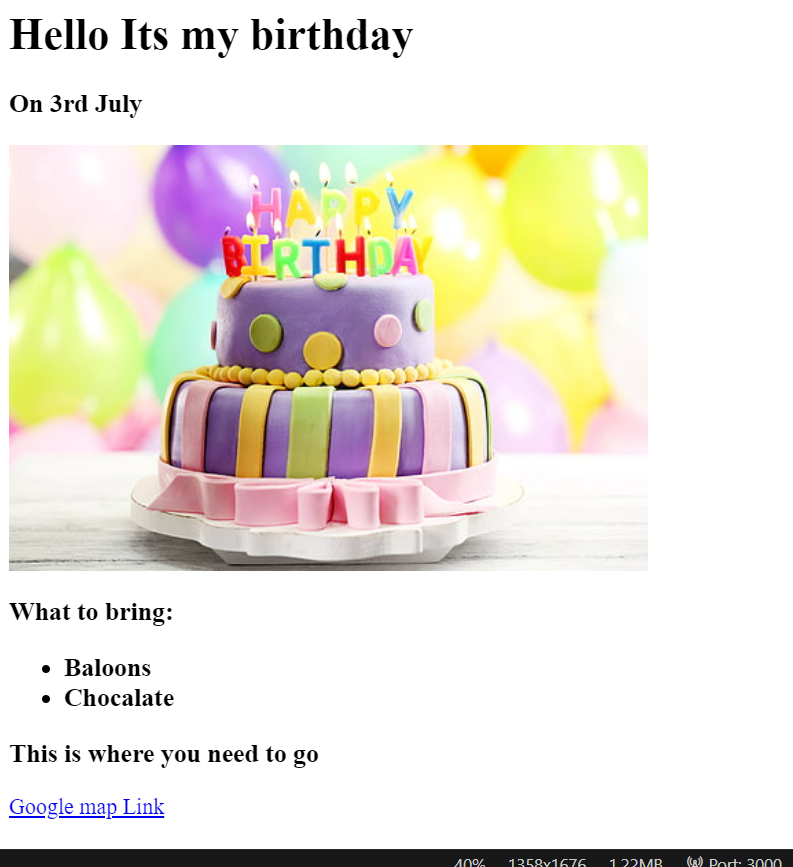 Hello Its my birthday
On 3rd July
HAPPY
BIRTHDAY
What to bring:
Baloons
Chocalate
This is where you need to go
Google map Link
40% 1358x1676 1.22MB Port: 3000